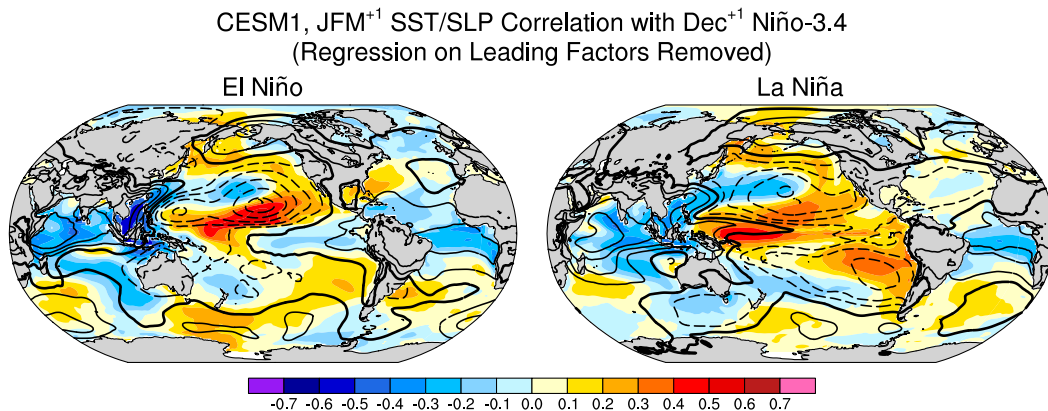 CESM1, JFM⁺¹ SST/SLP Correlation with Dec⁺¹ Niño-3.4
(Regression on Leading Factors Removed)
El Niño
La Niña
-0.7 -0.6 -0.5 -0.4 -0.3 -0.2 -0.1 0.0 0.1 0.2 0.3 0.4 0.5 0.6 0.7